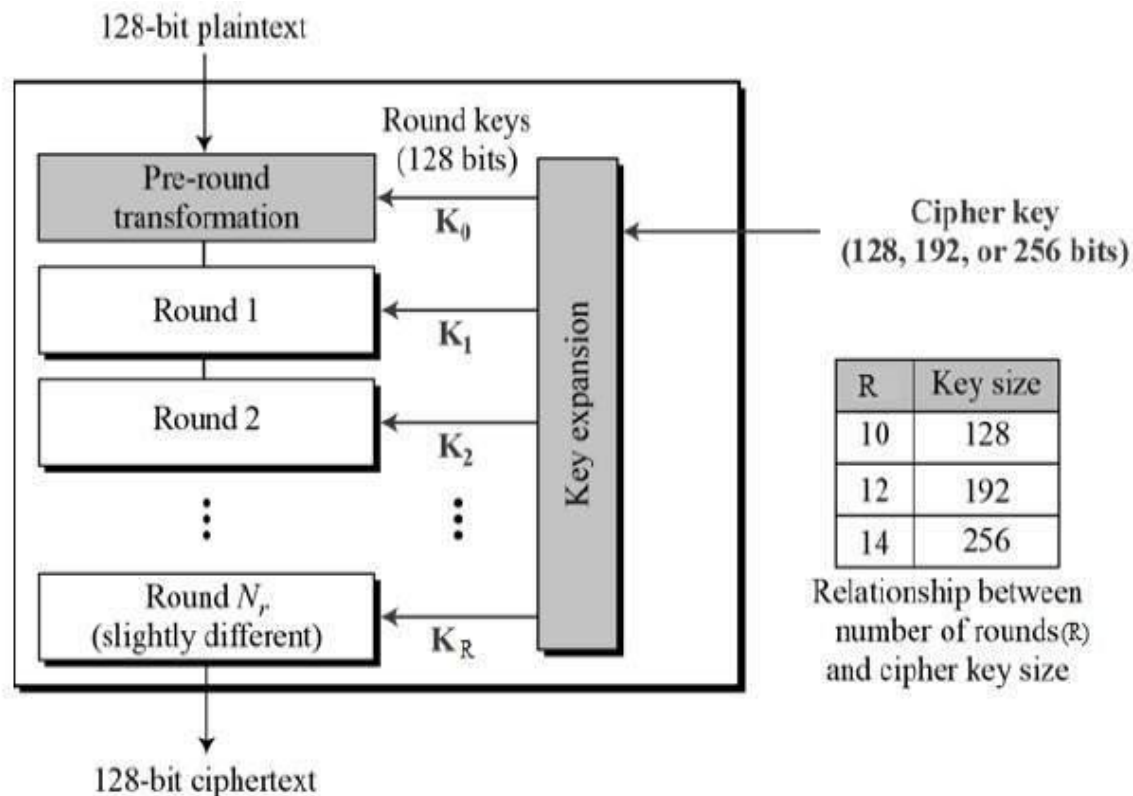 128-bit plaintext
Round keys
(128 bits)
Pre-round
transformation
K₀
Cipher key
(128, 192, or 256 bits)
Round 1
K₁
Round 2
K₂
Key expansion
R Key size
10 128
12 192
14 256
Relationship between
number of rounds(R)
and cipher key size
Round Nᵣ
(slightly different)
K_R
128-bit ciphertext